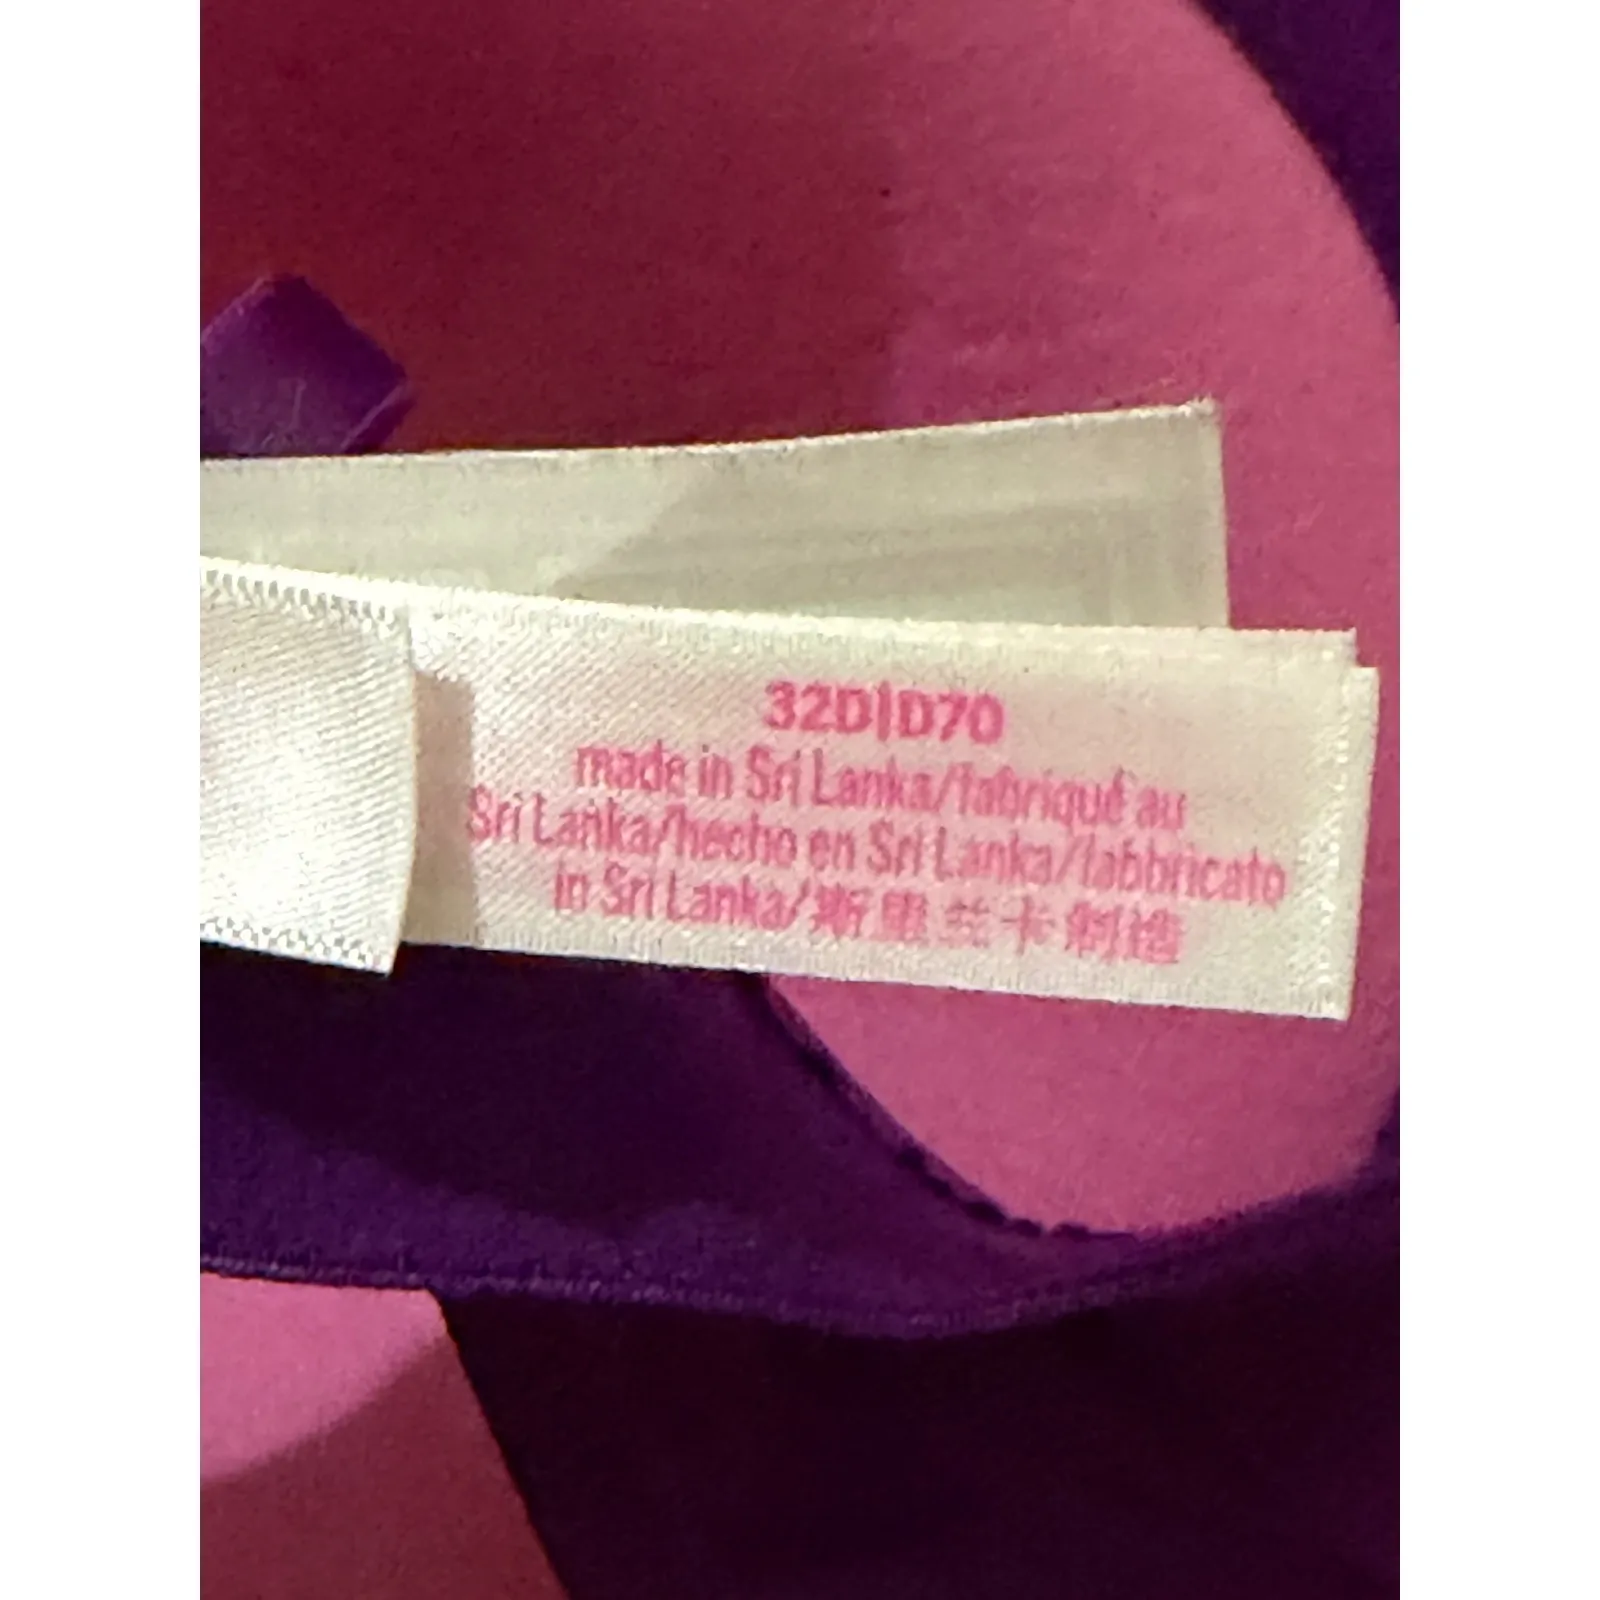 32D|D70
made in Sri Lanka/fabriqué au
Sri Lanka/hecho en Sri Lanka/fabbricato
in Sri Lanka/斯里兰卡制造